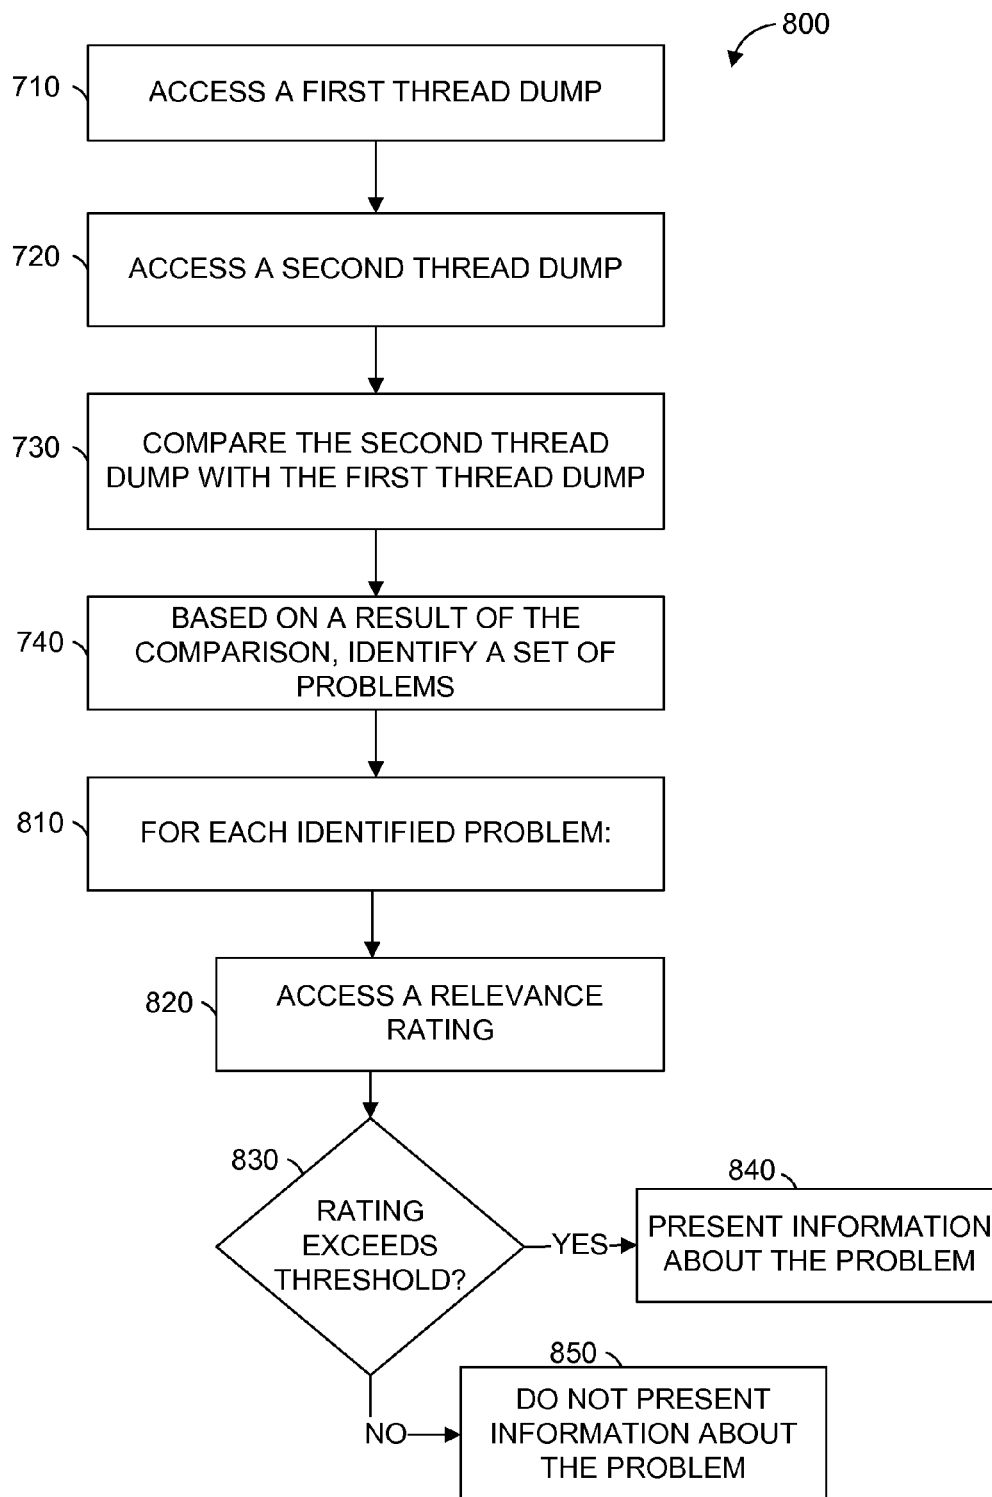 800
710
ACCESS A FIRST THREAD DUMP
720
ACCESS A SECOND THREAD DUMP
730
COMPARE THE SECOND THREAD
DUMP WITH THE FIRST THREAD DUMP
740
BASED ON A RESULT OF THE
COMPARISON, IDENTIFY A SET OF
PROBLEMS
810
FOR EACH IDENTIFIED PROBLEM:
820
ACCESS A RELEVANCE
RATING
830
RATING
EXCEEDS
THRESHOLD?
YES
840
PRESENT INFORMATION
ABOUT THE PROBLEM
NO
850
DO NOT PRESENT
INFORMATION ABOUT
THE PROBLEM